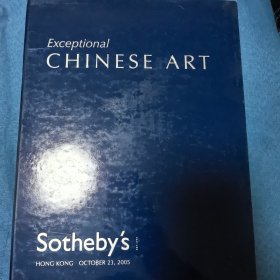 Exceptional
CHINESE ART
Sotheby's
HONG KONG OCTOBER 23, 2005